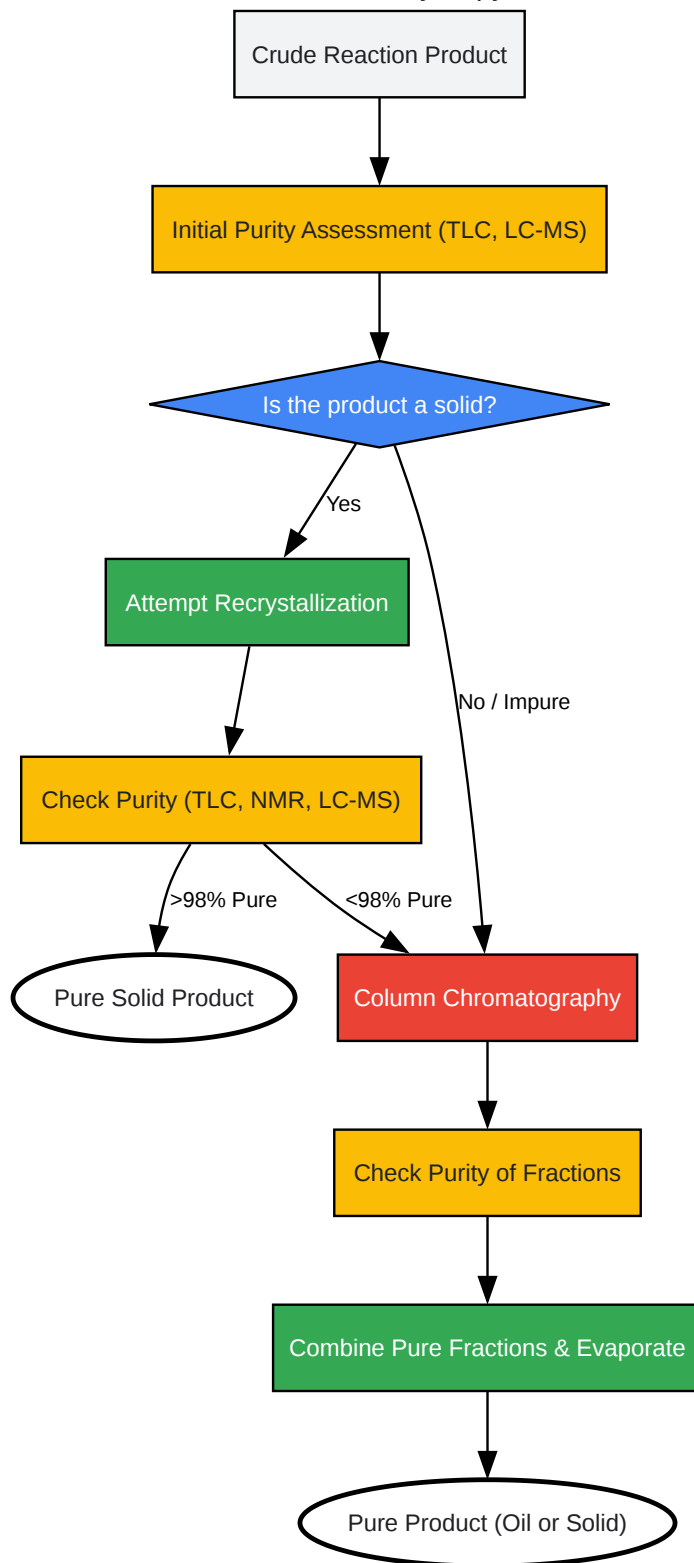 Crude Reaction Product
Initial Purity Assessment (TLC, LC-MS)
Is the product a solid?
Yes
Attempt Recrystallization
No / Impure
Check Purity (TLC, NMR, LC-MS)
>98% Pure
<98% Pure
Pure Solid Product
Column Chromatography
Check Purity of Fractions
Combine Pure Fractions & Evaporate
Pure Product (Oil or Solid)